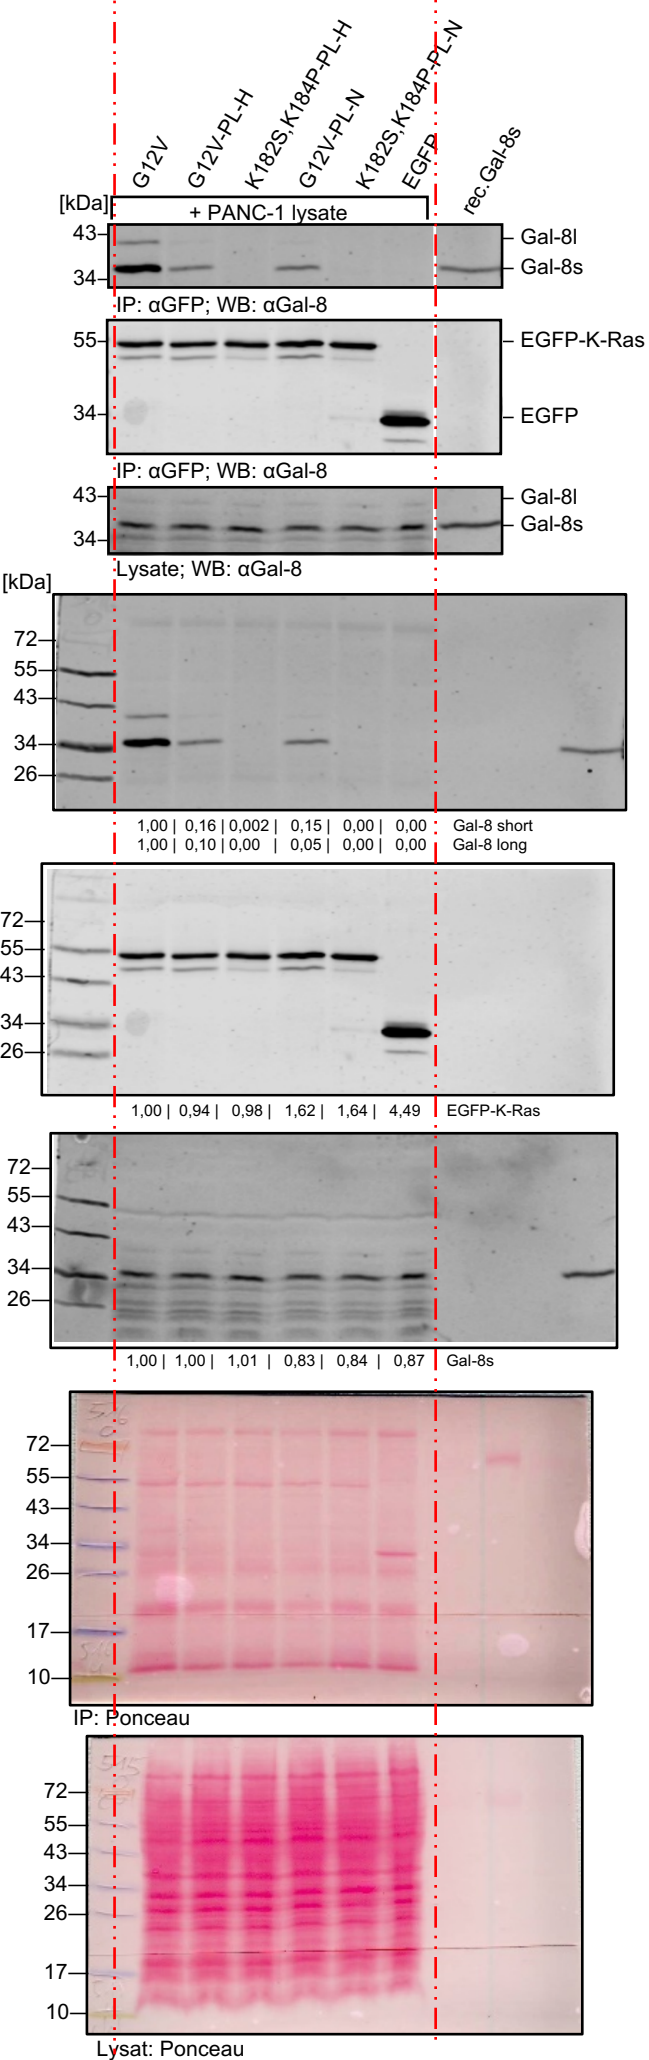 G12V
G12V-PL-H
K182S,K184P-PL-H
G12V-PL-N
K182S,K184P-PL-N
EGFP
rec.Gal-8s
[kDa]
+ PANC-1 lysate
43
Gal-8l
34
Gal-8s
IP: αGFP; WB: αGal-8
55
EGFP-K-Ras
34
EGFP
IP: αGFP; WB: αGal-8
43
Gal-8l
34
Gal-8s
Lysate; WB: αGal-8
[kDa]
72
55
43
34
26
1,00 | 0,16 | 0,002 | 0,15 | 0,00 | 0,00 Gal-8 short
1,00 | 0,10 | 0,00 | 0,05 | 0,00 | 0,00 Gal-8 long
72
55
43
34
26
1,00 | 0,94 | 0,98 | 1,62 | 1,64 | 4,49 EGFP-K-Ras
72
55
43
34
26
1,00 | 1,00 | 1,01 | 0,83 | 0,84 | 0,87 Gal-8s
72
55
43
34
26
17
10
IP: Ponceau
72
55
43
34
26
17
10
Lysat: Ponceau